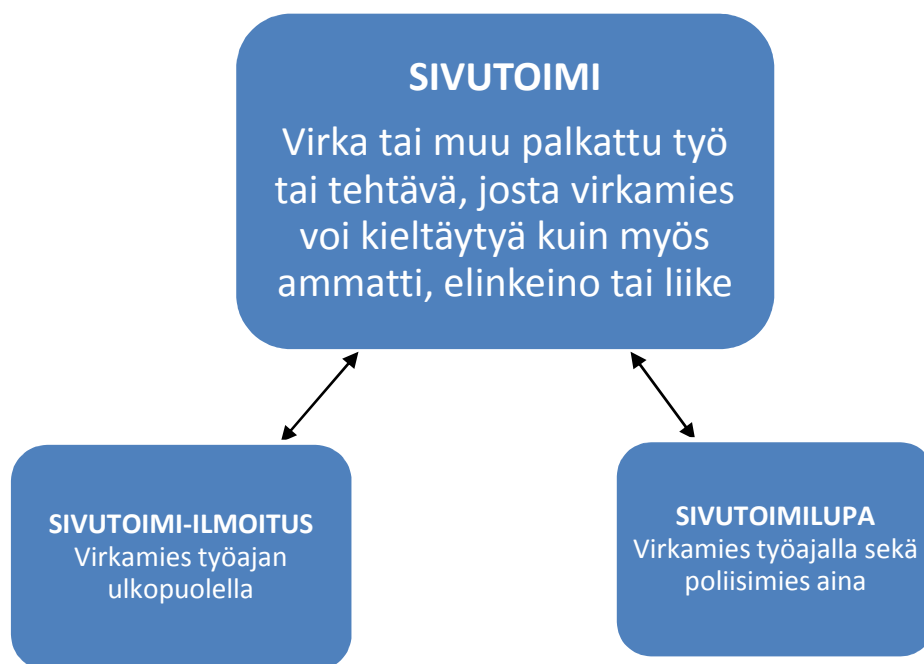 SIVUTOIMI
Virka tai muu palkattu työ
tai tehtävä, josta virkamies
voi kieltäytyä kuin myös
ammatti, elinkeino tai liike
SIVUTOIMI-ILMOITUS
Virkamies työajan
ulkopuolella
SIVUTOIMILUPA
Virkamies työajalla sekä
poliisimies aina